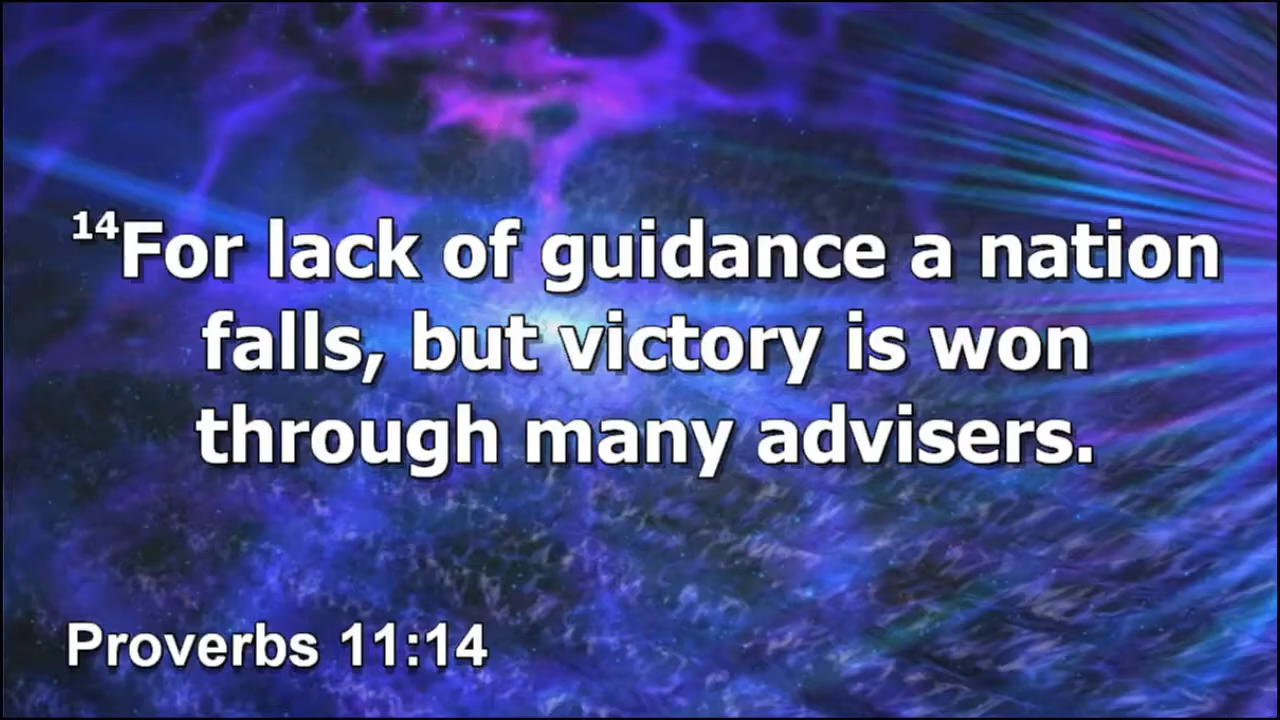 ¹⁴For lack of guidance a nation
falls, but victory is won
through many advisers.
Proverbs 11:14